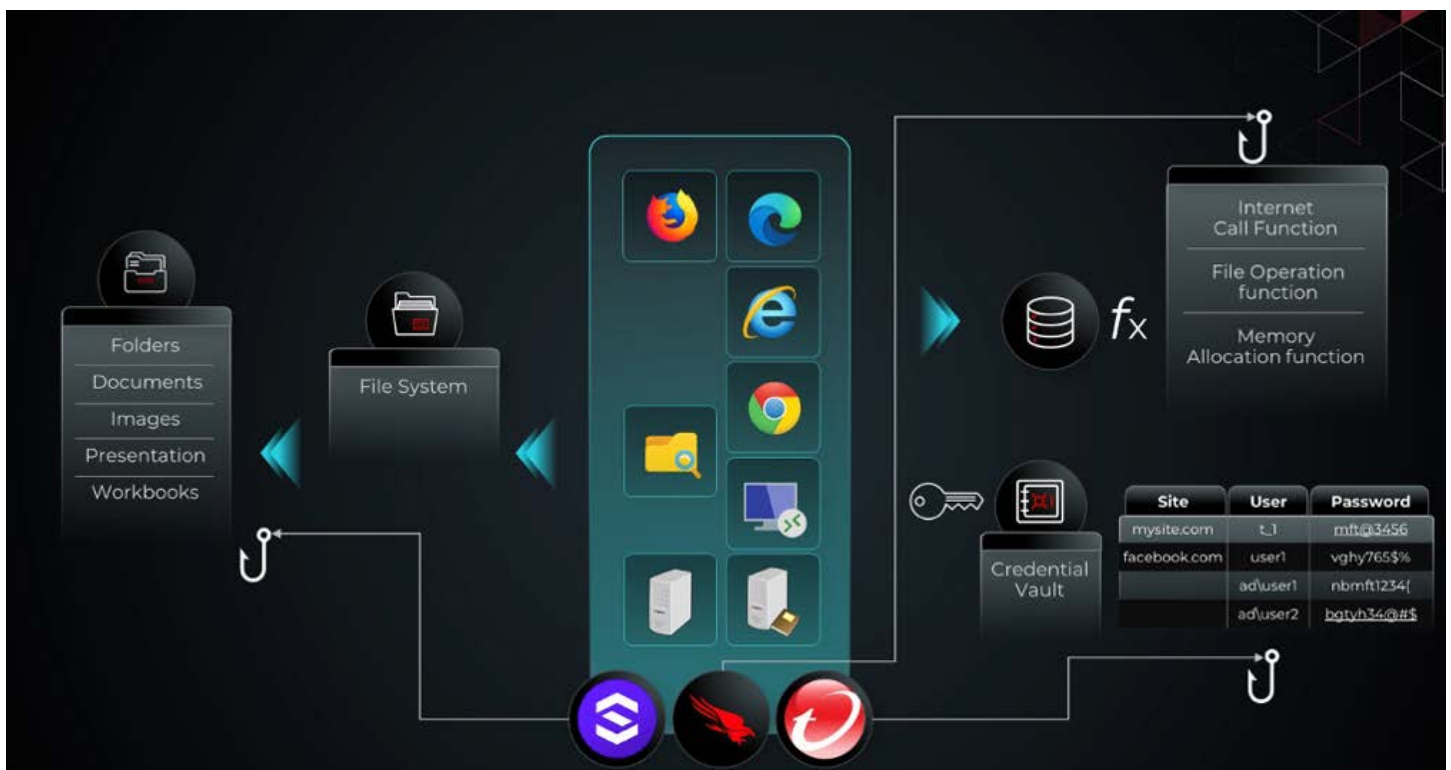 Folders
Documents
Images
Presentation
Workbooks
File System
fx
Internet
Call Function
File Operation
function
Memory
Allocation function
Credential
Vault
Site User Password
mysite.com t_1 mft@3456
facebook.com user1 vghy765$%
ad\user1 nbmft1234(
ad\user2 bgtyh34@#$